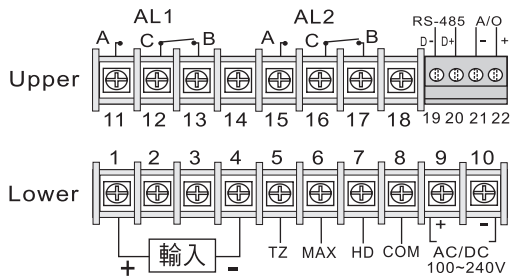 AL1 AL2
RS-485 A/O
A C B A C B D- D+ - +
Upper
11 12 13 14 15 16 17 18 19 20 21 22
1 2 3 4 5 6 7 8 9 10
Lower
+ -
+ 輸入 - TZ MAX HD COM AC/DC
100~240V